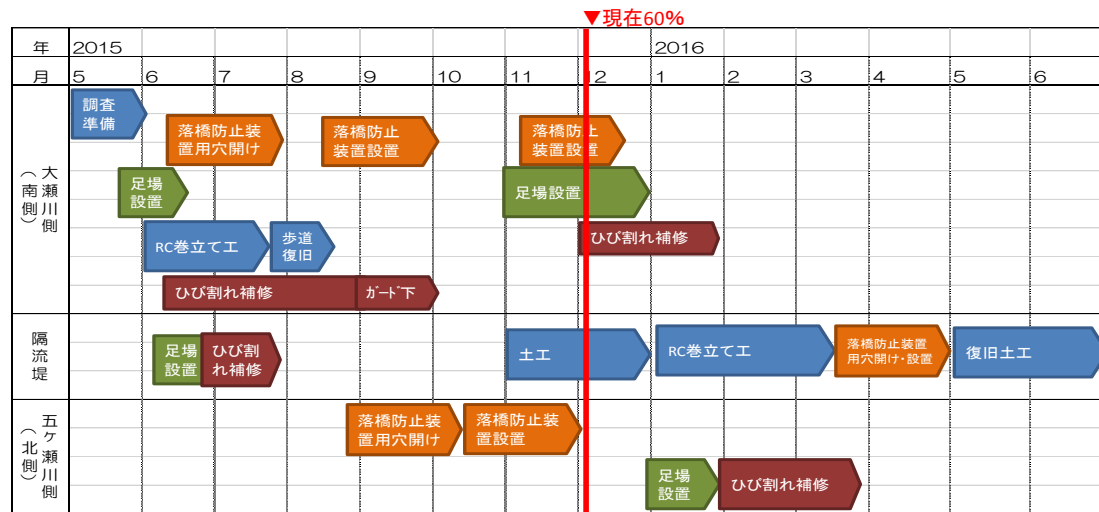 ▼現在60%
年 2015 2016
月 5 6 7 8 9 10 11 12 1 2 3 4 5 6
大瀬川側
（南側）
調査
準備
落橋防止装
置用穴開け
落橋防止
装置設置
落橋防止
装置設置
足場
設置
足場設置
RC巻立て工
歩道
復旧
ひび割れ補修
ひび割れ補修
ｶﾞｰﾄﾞ下
隔流堤
足場
設置
ひび割
れ補修
土工
RC巻立て工
落橋防止装置
用穴開け・設置
復旧土工
五ヶ瀬川側
（北側）
落橋防止装
置用穴開け
落橋防止装
置設置
足場
設置
ひび割れ補修